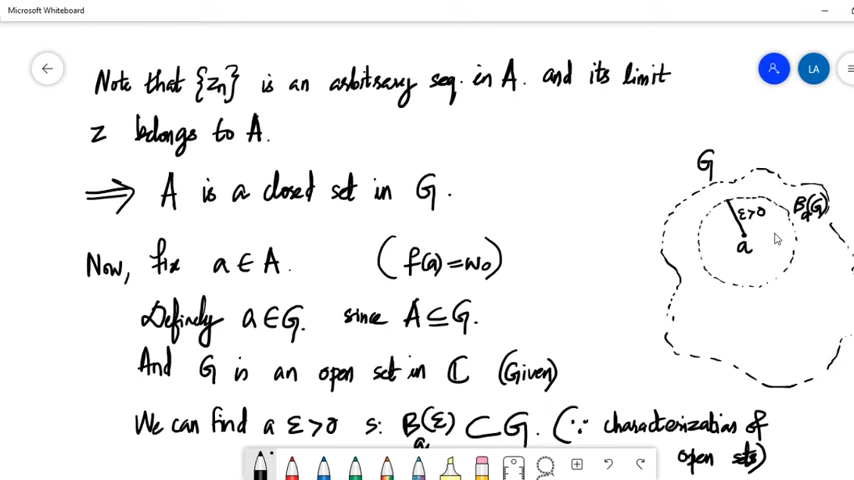 Microsoft Whiteboard
LA
Note that {zn} is an arbitrary seq. in A. and its limit
z belongs to A.
⟹ A is a closed set in G.
Now, fix a ∈ A. (f(a) = w0)
Definely a ∈ G. since A ⊆ G.
And G is an open set in ℂ (Given)
We can find a ε>0 s: Ba(ε) ⊂ G. (∵ characterization of
open sets)
G
ε>0
Ba(G)
a